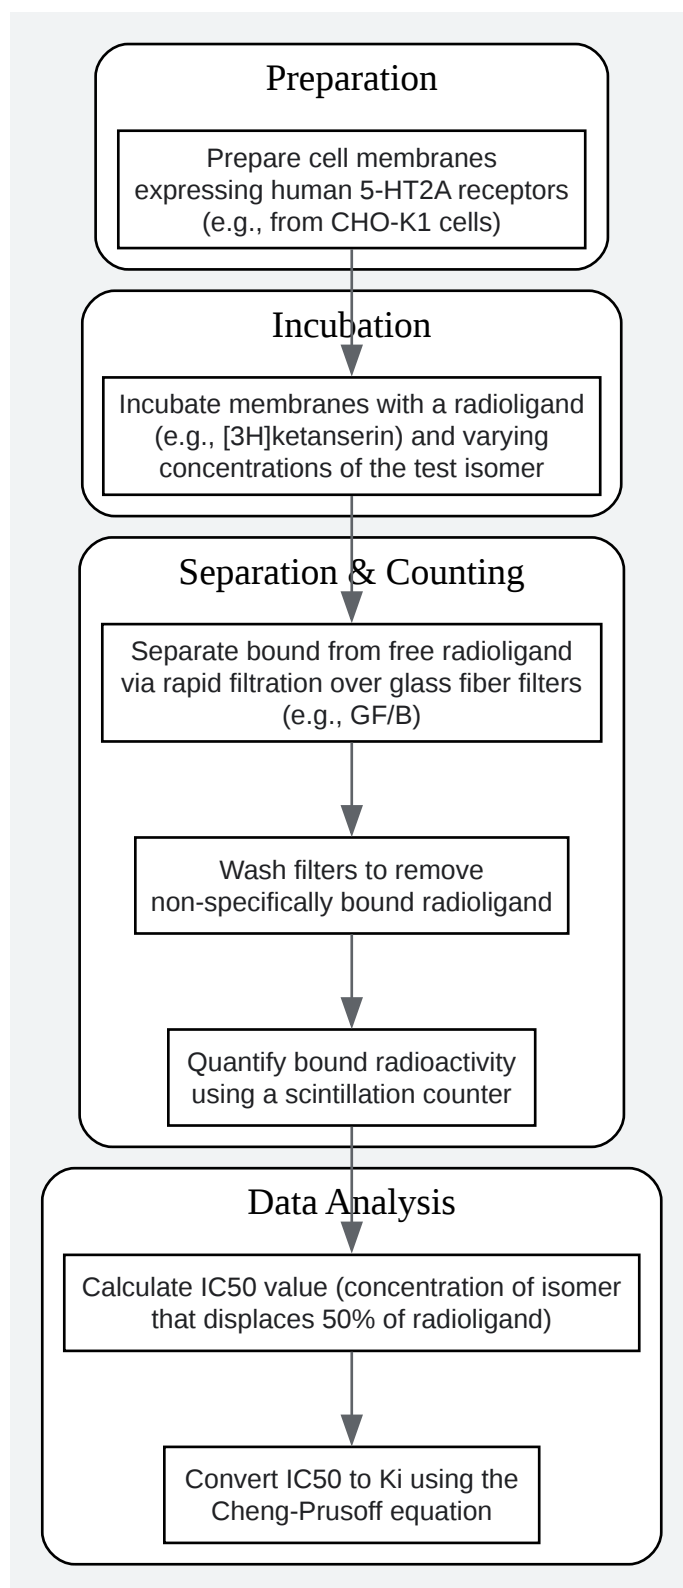 Preparation
Prepare cell membranes
expressing human 5-HT2A receptors
(e.g., from CHO-K1 cells)
Incubation
Incubate membranes with a radioligand
(e.g., [3H]ketanserin) and varying
concentrations of the test isomer
Separation & Counting
Separate bound from free radioligand
via rapid filtration over glass fiber filters
(e.g., GF/B)
Wash filters to remove
non-specifically bound radioligand
Quantify bound radioactivity
using a scintillation counter
Data Analysis
Calculate IC50 value (concentration of isomer
that displaces 50% of radioligand)
Convert IC50 to Ki using the
Cheng-Prusoff equation